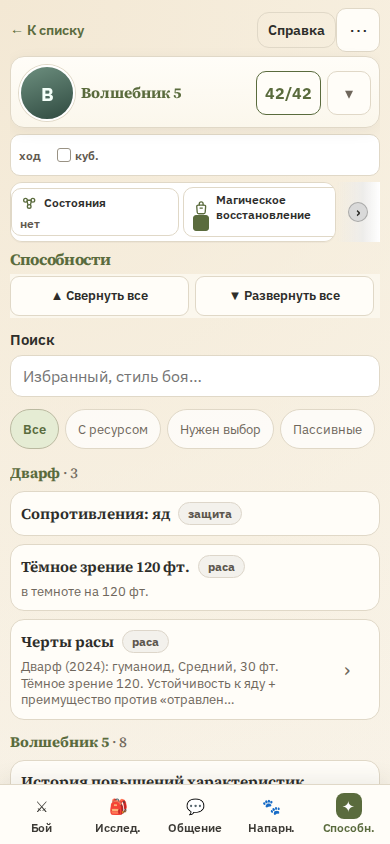 ← К списку
Справка
...
В
Волшебник 5
42/42
▼
ход
куб.
Состояния
нет
Магическое
восстановление
›
Способности
▲ Свернуть все
▼ Развернуть все
Поиск
Избранный, стиль боя...
Все
С ресурсом
Нужен выбор
Пассивные
Дварф · 3
Сопротивления: яд
защита
Тёмное зрение 120 фт.
раса
в темноте на 120 фт.
Черты расы
раса
Дварф (2024): гуманоид, Средний, 30 фт.
Тёмное зрение 120. Устойчивость к яду +
преимущество против «отравлен...
›
Волшебник 5 · 8
История повышений характеристик
Бой
Исслед.
Общение
Напарн.
Способн.